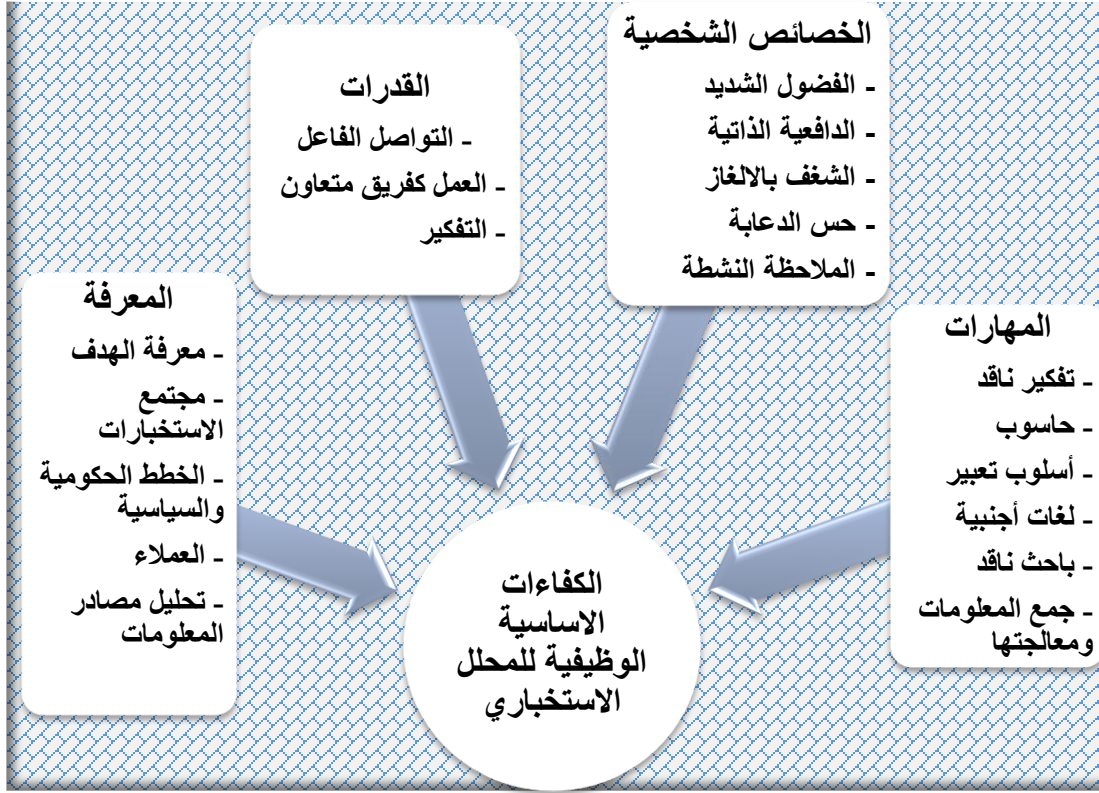 الخصائص الشخصية
- الفضول الشديد
- الدافعية الذاتية
- الشغف بالالغاز
- حس الدعابة
- الملاحظة النشطة
القدرات
- التواصل الفاعل
- العمل كفريق متعاون
- التفكير
المهارات
- تفكير ناقد
- حاسوب
- أسلوب تعبير
- لغات أجنبية
- باحث ناقد
- جمع المعلومات
ومعالجتها
المعرفة
- معرفة الهدف
- مجتمع
الاستخبارات
- الخطط الحكومية
والسياسية
- العملاء
- تحليل مصادر
المعلومات
الكفاءات
الاساسية
الوظيفية للمحلل
الاستخباري